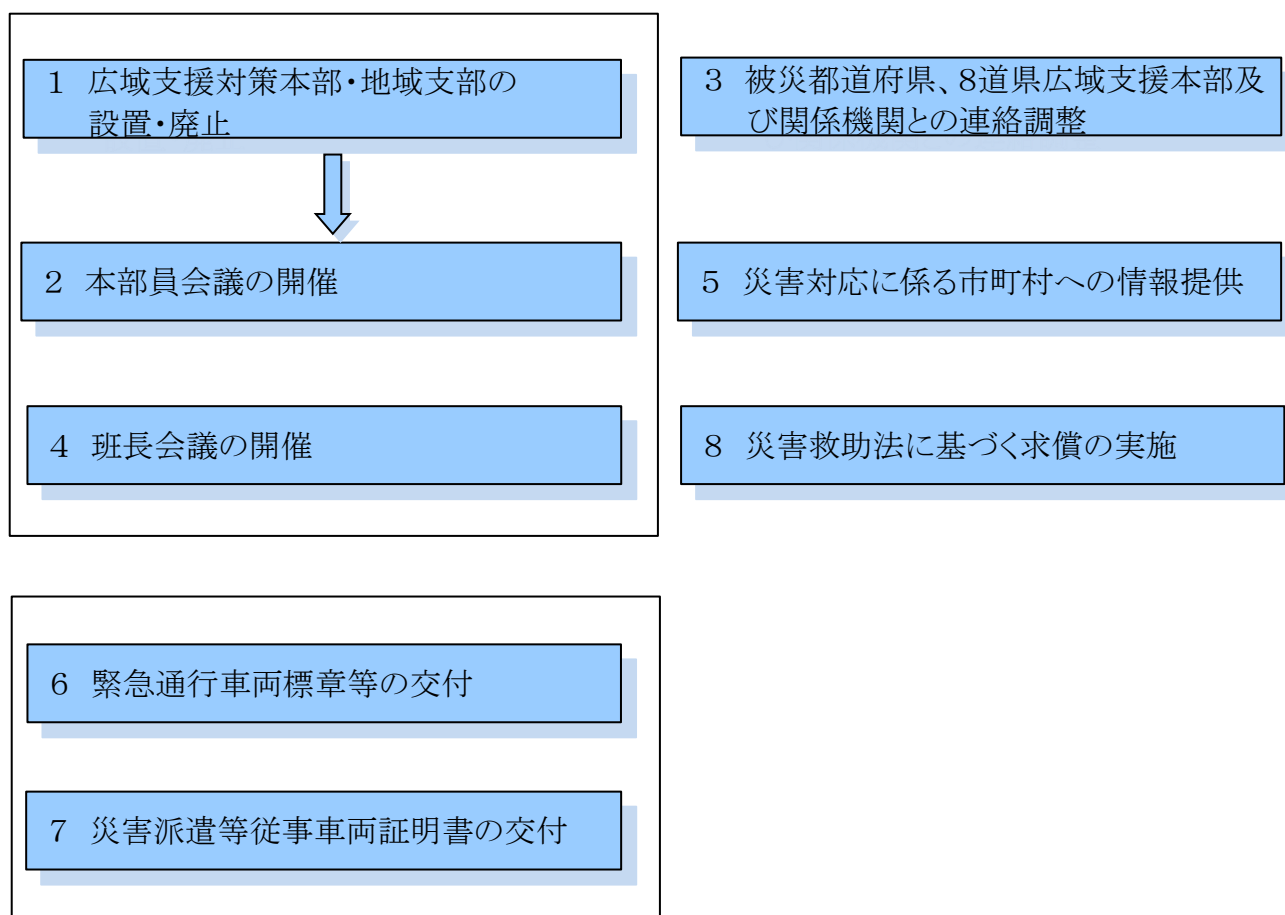 1 広域支援対策本部・地域支部の
設置・廃止
3 被災都道府県、8道県広域支援本部及
び関係機関との連絡調整
2 本部員会議の開催
5 災害対応に係る市町村への情報提供
4 班長会議の開催
8 災害救助法に基づく求償の実施
6 緊急通行車両標章等の交付
7 災害派遣等従事車両証明書の交付